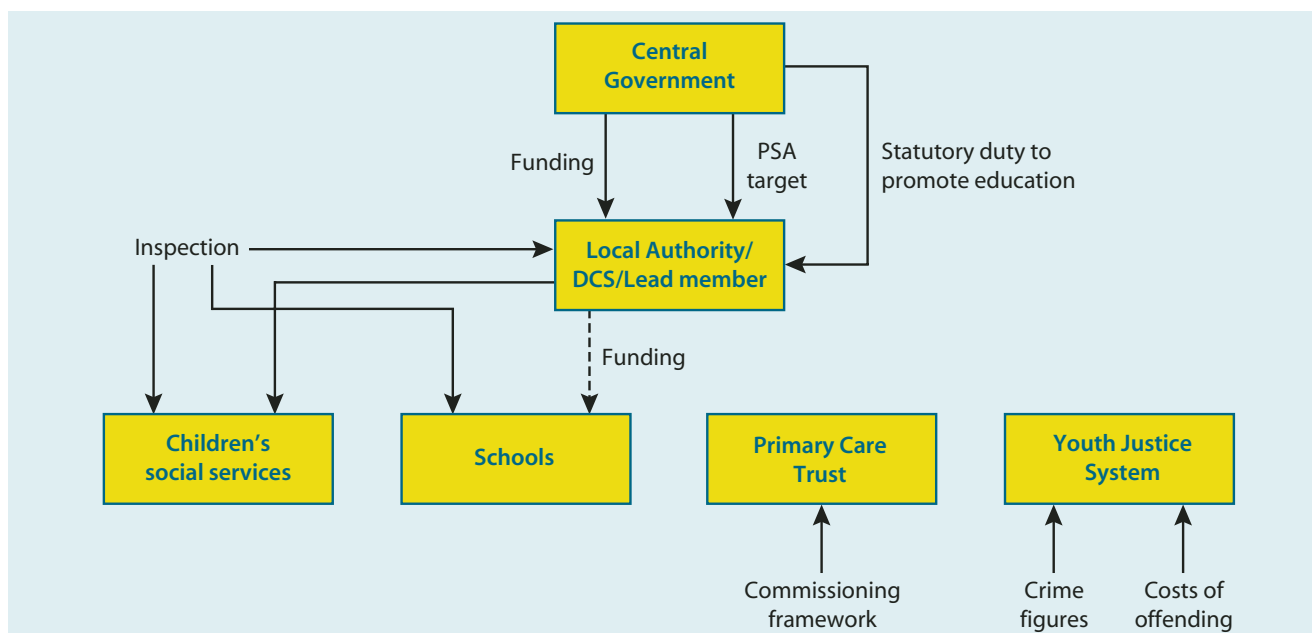 Central
Government
Funding
PSA
target
Statutory duty to
promote education
Inspection
Local Authority/
DCS/Lead member
Funding
Children’s
social services
Schools
Primary Care
Trust
Youth Justice
System
Commissioning
framework
Crime
figures
Costs of
offending